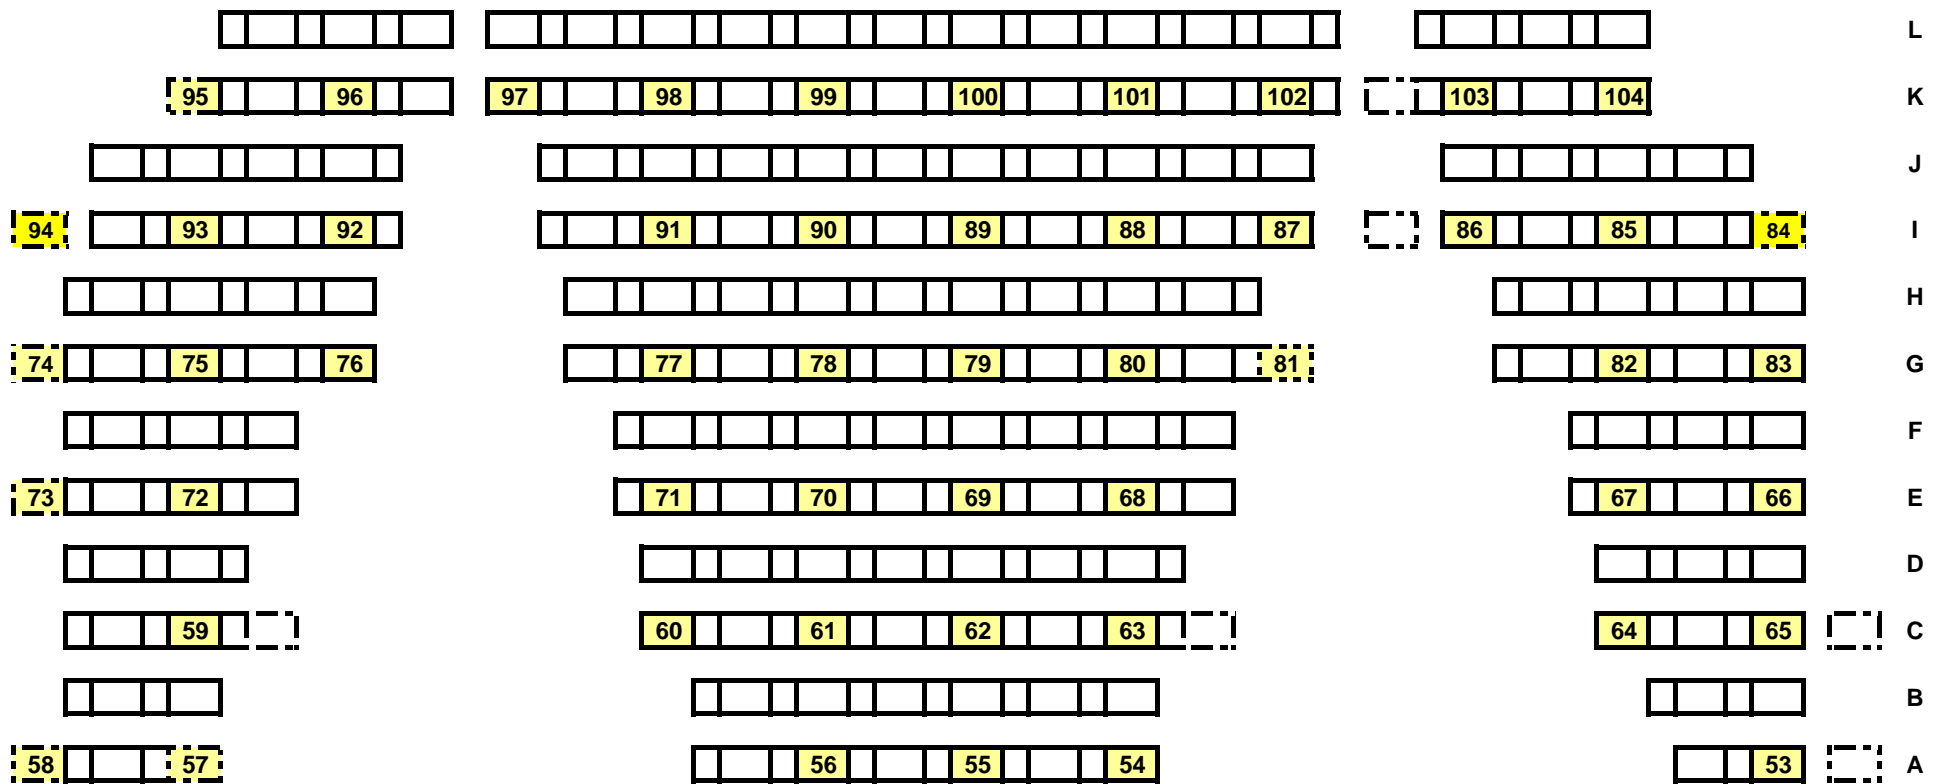 L
95 96 97 98 99 100 101 102 103 104 K
J
94 93 92 91 90 89 88 87 86 85 84 I
H
74 75 76 77 78 79 80 81 82 83 G
F
73 72 71 70 69 68 67 66 E
D
59 60 61 62 63 64 65 C
B
58 57 56 55 54 53 A